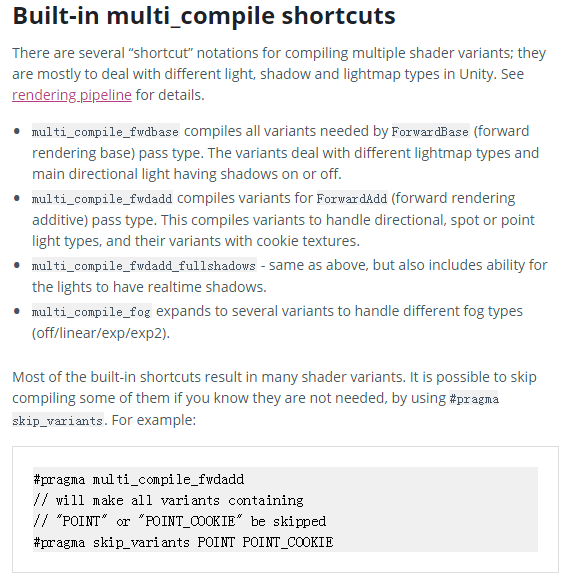 Built-in multi_compile shortcuts
There are several “shortcut” notations for compiling multiple shader variants; they
are mostly to deal with different light, shadow and lightmap types in Unity. See
rendering pipeline for details.
• multi_compile_fwdbase compiles all variants needed by ForwardBase (forward
rendering base) pass type. The variants deal with different lightmap types and
main directional light having shadows on or off.
• multi_compile_fwdadd compiles variants for ForwardAdd (forward rendering
additive) pass type. This compiles variants to handle directional, spot or point
light types, and their variants with cookie textures.
• multi_compile_fwdadd_fullshadows - same as above, but also includes ability for
the lights to have realtime shadows.
• multi_compile_fog expands to several variants to handle different fog types
(off/linear/exp/exp2).
Most of the built-in shortcuts result in many shader variants. It is possible to skip
compiling some of them if you know they are not needed, by using #pragma
skip_variants. For example:
#pragma multi_compile_fwdadd
// will make all variants containing
// "POINT" or "POINT_COOKIE" be skipped
#pragma skip_variants POINT POINT_COOKIE